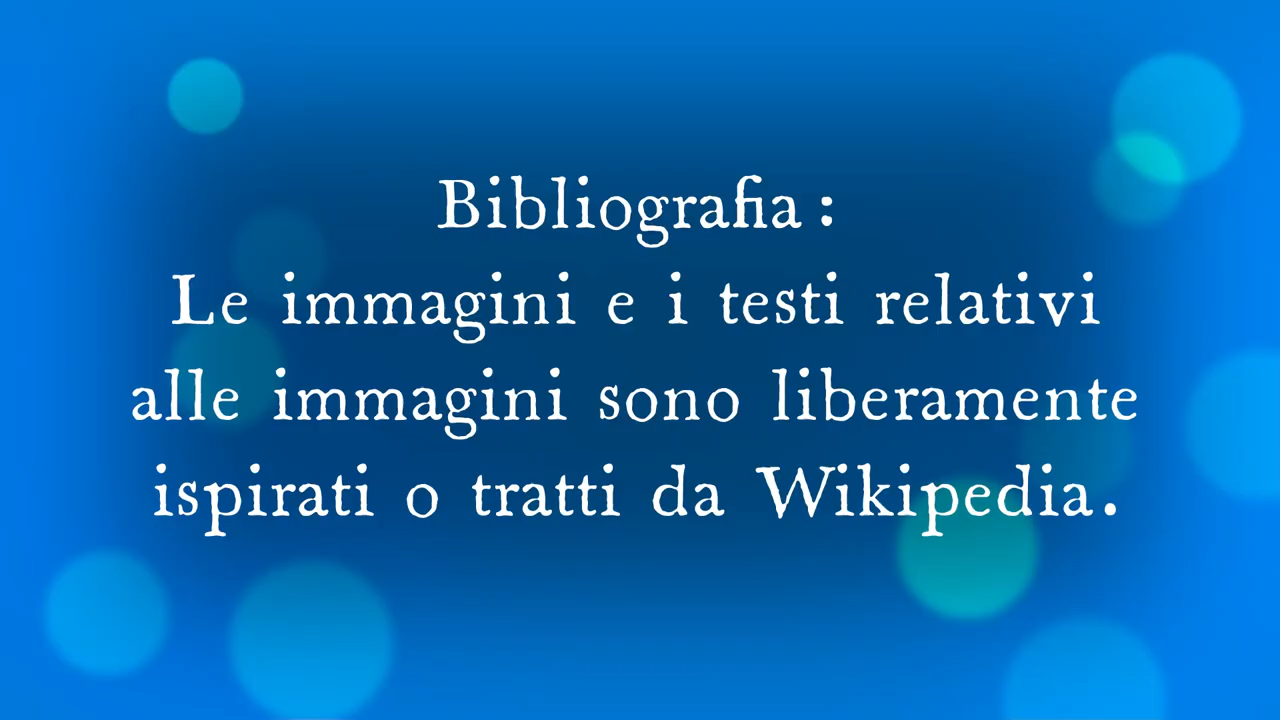 Bibliografia :
Le immagini e i testi relativi
alle immagini sono liberamente
ispirati o tratti da Wikipedia.